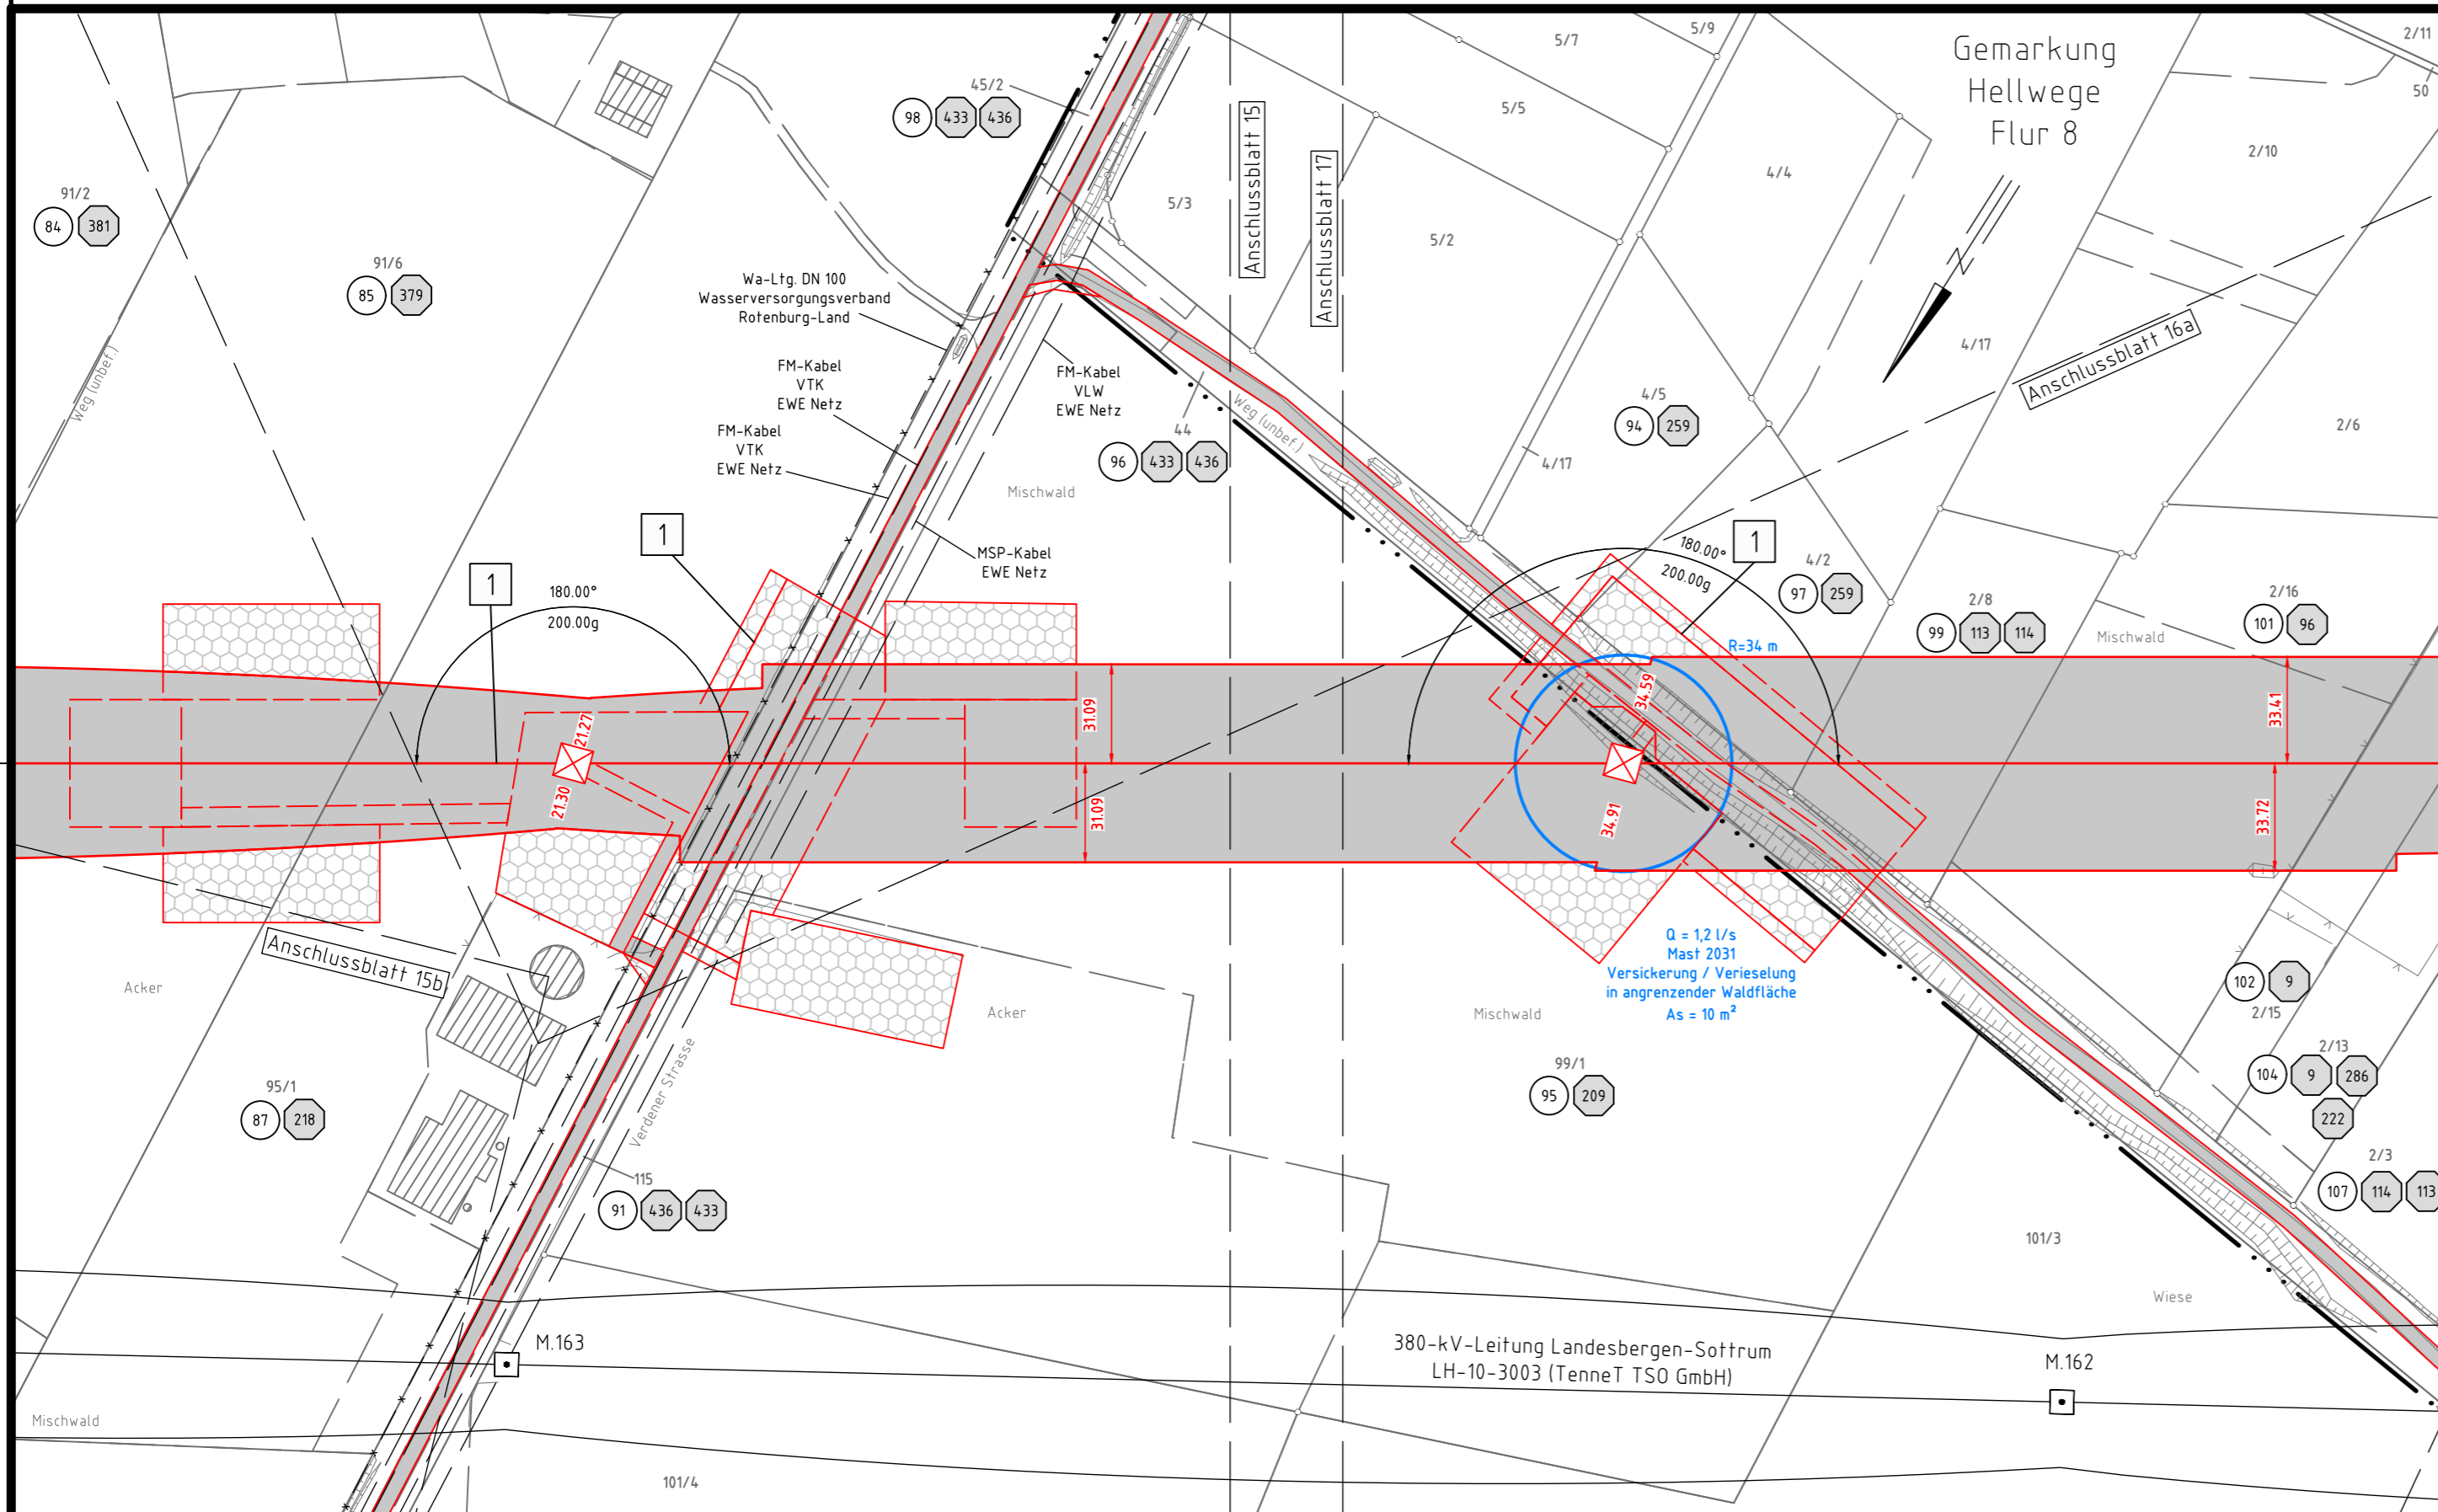 Gemarkung
Hellwege
Flur 8
5/9
5/7
2/11
50
45/2
98 433 436
5/5
2/10
4/4
91/2
84 381
5/3
5/2
Anschlussblatt 15
Anschlussblatt 17
91/6
85 379
Wa-Ltg. DN 100
Wasserversorgungsverband
Rotenburg-Land
FM-Kabel
VTK
EWE Netz
FM-Kabel
VTK
EWE Netz
FM-Kabel
VLW
EWE Netz
Weg (unbef.)
4/17
N
Anschlussblatt 16a
4/5
94 259
2/6
44
96 433 436
Weg (unbef.)
4/17
Mischwald
MSP-Kabel
EWE Netz
1
1
1
180.00°
200.00g
180.00°
200.00g
4/2
97 259
2/8
99 113 114
Mischwald
2/16
101 96
R=34 m
21.27
21.30
31.09
31.09
34.59
34.91
33.41
33.72
Anschlussblatt 15b
Acker
Acker
Mischwald
Q = 1,2 l/s
Mast 2031
Versickerung / Verieselung
in angrenzender Waldfläche
As = 10 m²
102 9
2/15
2/13
104 9 286
222
95/1
87 218
Verdener Strasse
99/1
95 209
115
91 436 433
2/3
107 114 113
101/3
Wiese
M.163
380-kV-Leitung Landesbergen-Sottrum
LH-10-3003 (TenneT TSO GmbH)
M.162
Mischwald
101/4